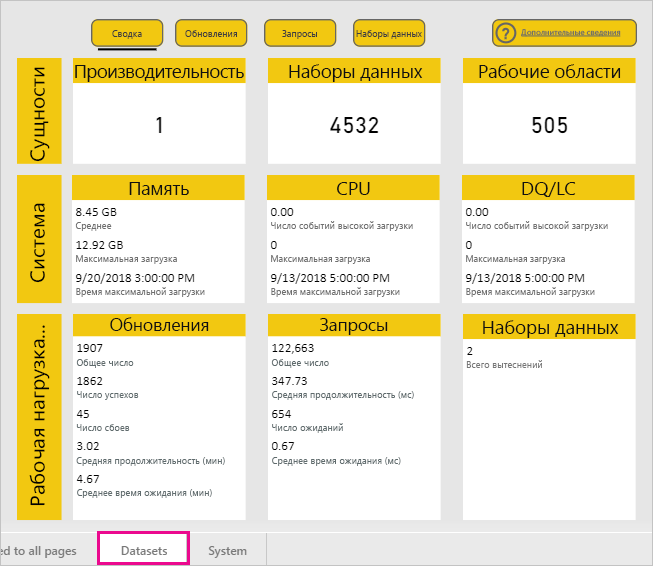 Сводка
Обновления
Запросы
Наборы данных
Дополнительные сведения
Сущности
Производительность
1
Наборы данных
4532
Рабочие области
505
Система
Память
8.45 GB
Среднее
12.92 GB
Максимальная загрузка
9/20/2018 3:00:00 PM
Время максимальной загрузки
CPU
0.00
Число событий высокой загрузки
0
Максимальная загрузка
9/13/2018 5:00:00 PM
Время максимальной загрузки
DQ/LC
0.00
Число событий высокой загрузки
0
Максимальная загрузка
9/13/2018 5:00:00 PM
Время максимальной загрузки
Рабочая нагрузка...
Обновления
1907
Общее число
1862
Число успехов
45
Число сбоев
3.02
Средняя продолжительность (мин)
4.67
Среднее время ожидания (мин)
Запросы
122,663
Общее число
347.73
Средняя продолжительность (мс)
654
Число ожиданий
0.67
Среднее время ожидания (мс)
Наборы данных
2
Всего вытеснений
ed to all pages
Datasets
System